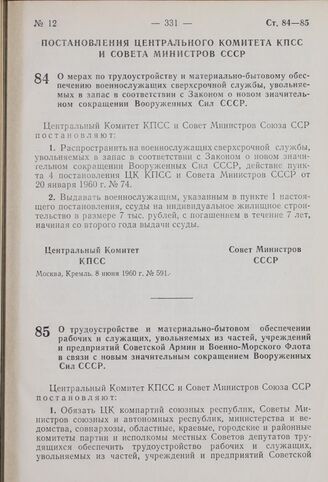 № 12 — 331 — Ст. 84—85
ПОСТАНОВЛЕНИЯ ЦЕНТРАЛЬНОГО КОМИТЕТА КПСС
И СОВЕТА МИНИСТРОВ СССР
84 О мерах по трудоустройству и материально-бытовому обес-
печению военнослужащих сверхсрочной службы, увольняе-
мых в запас в соответствии с Законом о новом значитель-
ном сокращении Вооруженных Сил СССР.
Центральный Комитет КПСС и Совет Министров Союза ССР
постановляют:
1. Распространить на военнослужащих сверхсрочной службы,
увольняемых в запас в соответствии с Законом о новом значи-
тельном сокращении Вооруженных Сил СССР, действие пунк-
та 4 постановления ЦК КПСС и Совета Министров СССР от
20 января 1960 г. № 74.
2. Выдавать военнослужащим, указанным в пункте 1 настоя-
щего постановления, ссуды на индивидуальное жилищное строи-
тельство в размере 7 тыс. рублей, с погашением в течение 7 лет,
начиная со второго года выдачи ссуды.
Центральный Комитет Совет Министров
КПСС СССР
Москва, Кремль. 8 июня 1960 г. № 591.
85 О трудоустройстве и материально-бытовом обеспечении
рабочих и служащих, увольняемых из частей, учреждений
и предприятий Советской Армии и Военно-Морского Флота
в связи с новым значительным сокращением Вооруженных
Сил СССР.
Центральный Комитет КПСС и Совет Министров Союза ССР
постановляют:
1. Обязать ЦК компартий союзных республик, Советы Ми-
нистров союзных и автономных республик, министерства и ве-
домства, совнархозы, областные, краевые, городские и районные
комитеты партии и исполкомы местных Советов депутатов тру-
дящихся обеспечить трудоустройство рабочих и служащих,
увольняемых из частей, учреждений и предприятий Советской